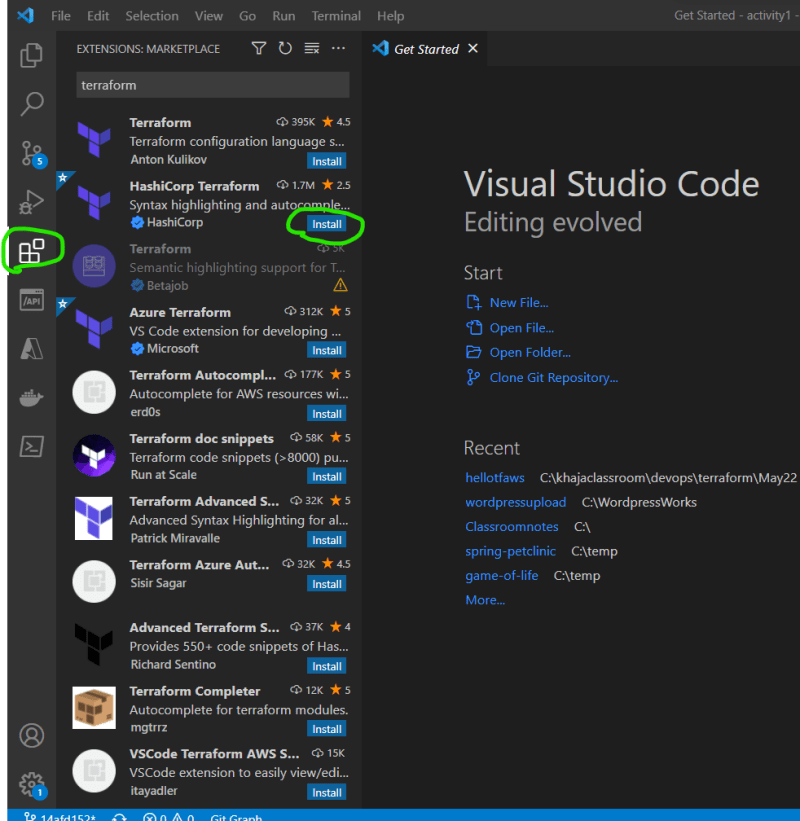 File Edit Selection View Go Run Terminal Help Get Started - activity1 -
EXTENSIONS: MARKETPLACE
Get Started
terraform
Terraform 395K 4.5
Terraform configuration language s...
Anton Kulikov Install
HashiCorp Terraform 1.7M 2.5
Syntax highlighting and autocomple...
HashiCorp Install
Terraform 5K
Semantic highlighting support for T...
Betajob
Azure Terraform 312K 5
VS Code extension for developing ...
Microsoft Install
Terraform Autocompl... 177K 5
Autocomplete for AWS resources wi...
erd0s Install
Terraform doc snippets 58K 5
Terraform code snippets (>8000) pu...
Run at Scale Install
Terraform Advanced S... 32K 5
Advanced Syntax Highlighting for al...
Patrick Miravalle Install
Terraform Azure Aut... 32K 4.5
Sisir Sagar Install
Advanced Terraform S... 37K 4
Provides 550+ code snippets of Has...
Richard Sentino Install
Terraform Completer 12K 5
Autocomplete for terraform modules.
mgtrrz Install
VSCode Terraform AWS S... 15K
VSCode extension to easily view/edi...
itayadler Install
5
/API
1
Visual Studio Code
Editing evolved
Start
New File...
Open File...
Open Folder...
Clone Git Repository...
Recent
hellotfaws C:\khajaclassroom\devops\terraform\May22
wordpressupload C:\WordpressWorks
Classroomnotes C:\
spring-petclinic C:\temp
game-of-life C:\temp
More...
14afd152* 0 0 Git Graph